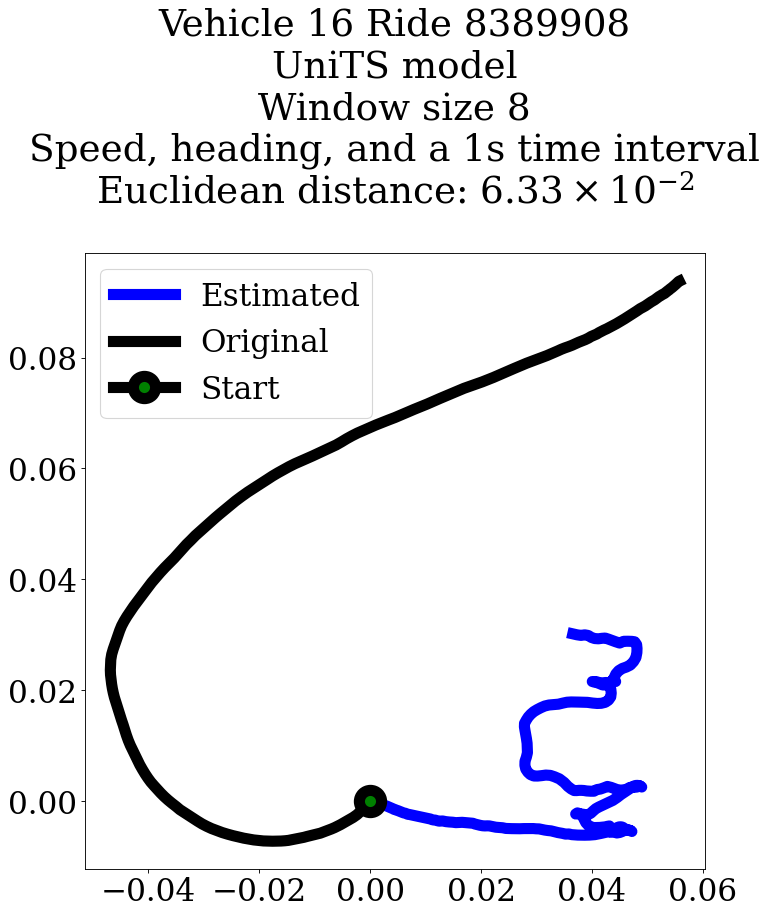 Vehicle 16 Ride 8389908
UniTS model
Window size 8
Speed, heading, and a 1s time interval
Euclidean distance: 6.33 × 10⁻²
Estimated
Original
Start
0.08
0.06
0.04
0.02
0.00
−0.04 −0.02 0.00 0.02 0.04 0.06